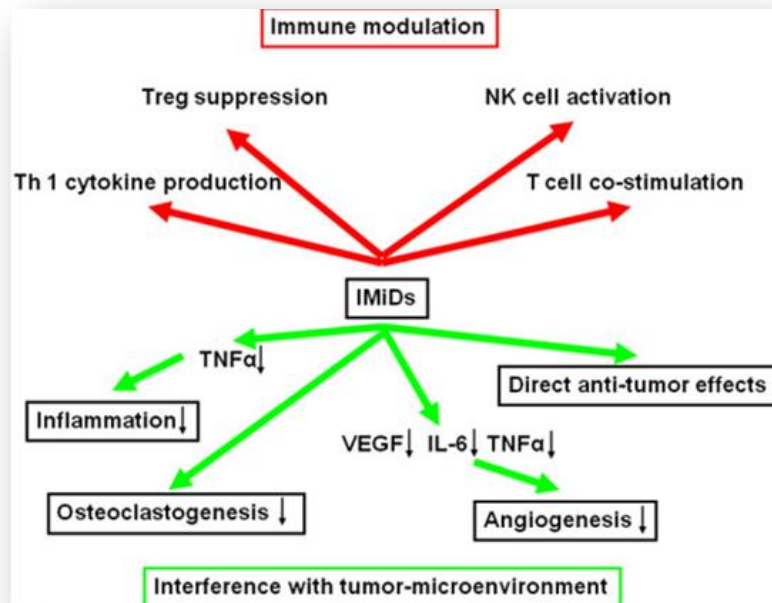 Immune modulation
Treg suppression
NK cell activation
Th 1 cytokine production
T cell co-stimulation
IMiDs
TNFα↓
Direct anti-tumor effects
Inflammation↓
VEGF↓ IL-6↓ TNFα↓
Osteoclastogenesis ↓
Angiogenesis ↓
Interference with tumor-microenvironment